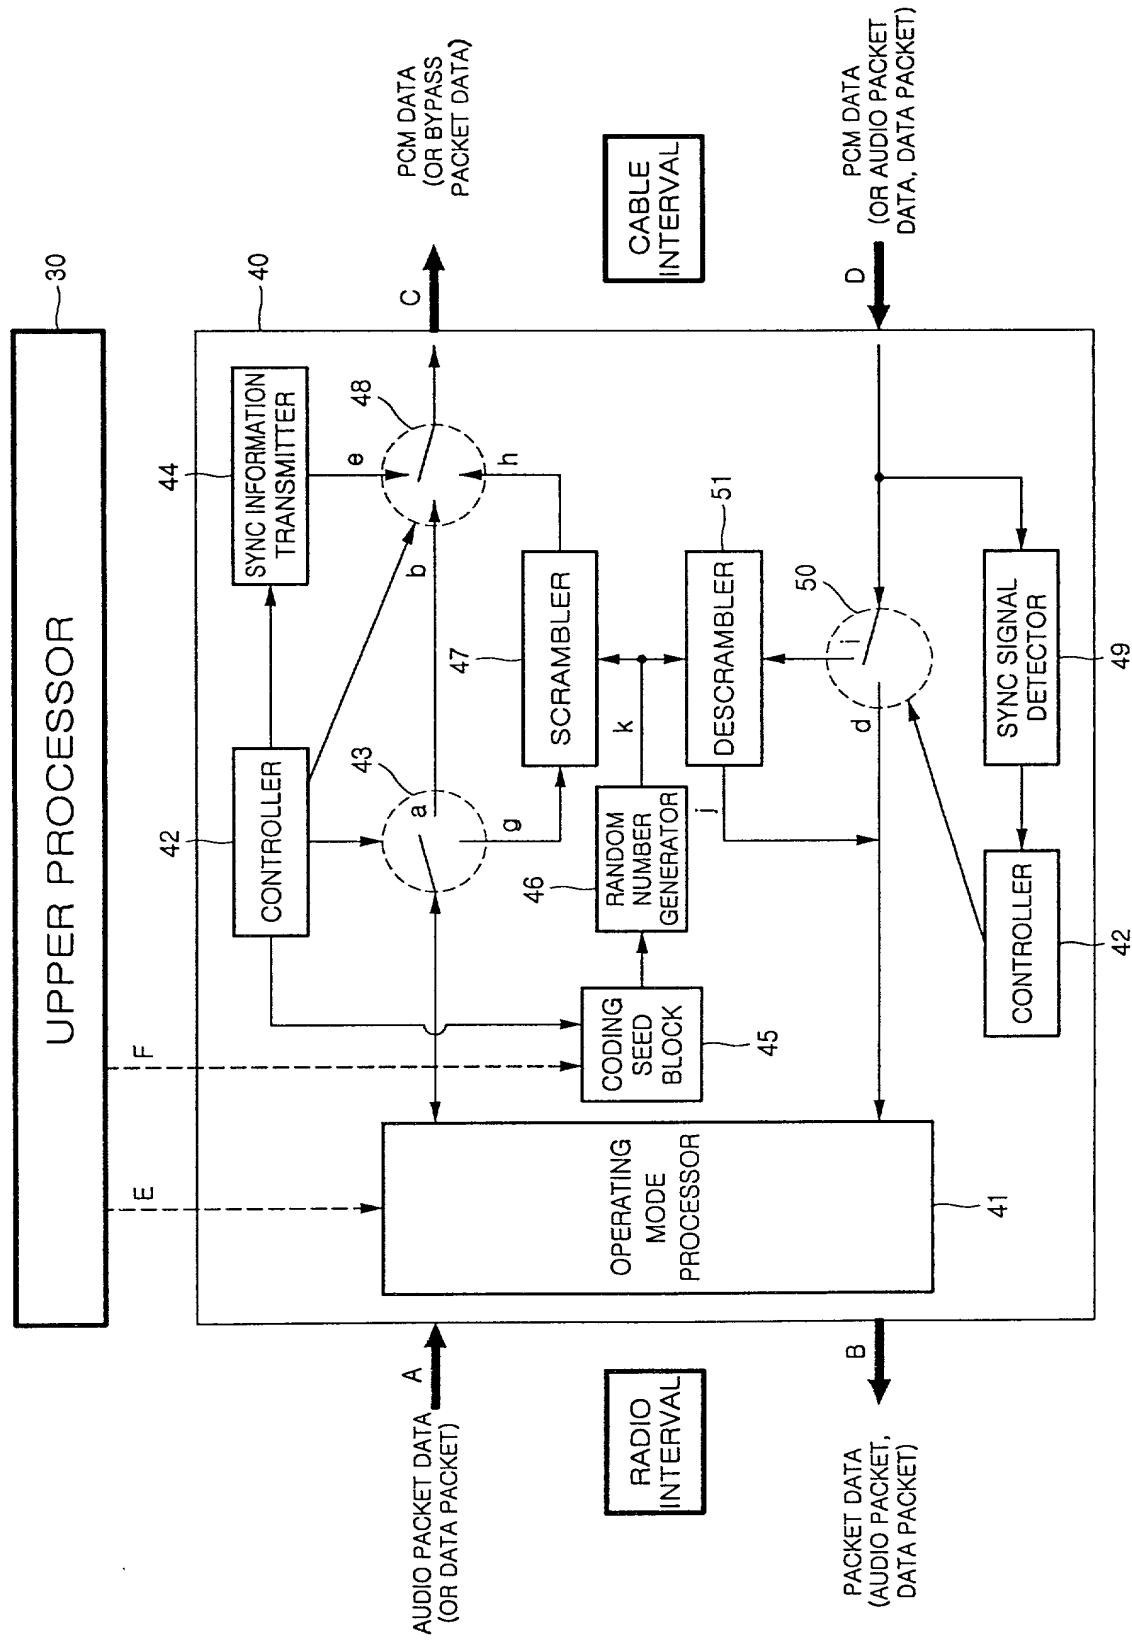 UPPER PROCESSOR
30
E
F
40
AUDIO PACKET DATA
(OR DATA PACKET)
A
RADIO
INTERVAL
PACKET DATA
(AUDIO PACKET,
DATA PACKET)
B
OPERATING
MODE
PROCESSOR
41
CONTROLLER
42
SYNC INFORMATION
TRANSMITTER
44
43
a
b
g
e
h
48
C
PCM DATA
(OR BYPASS
PACKET DATA)
CODING
SEED
BLOCK
45
RANDOM
NUMBER
GENERATOR
46
k
SCRAMBLER
47
DESCRAMBLER
51
j
i
d
50
CONTROLLER
42
SYNC SIGNAL
DETECTOR
49
CABLE
INTERVAL
D
PCM DATA
(OR AUDIO PACKET
DATA, DATA PACKET)